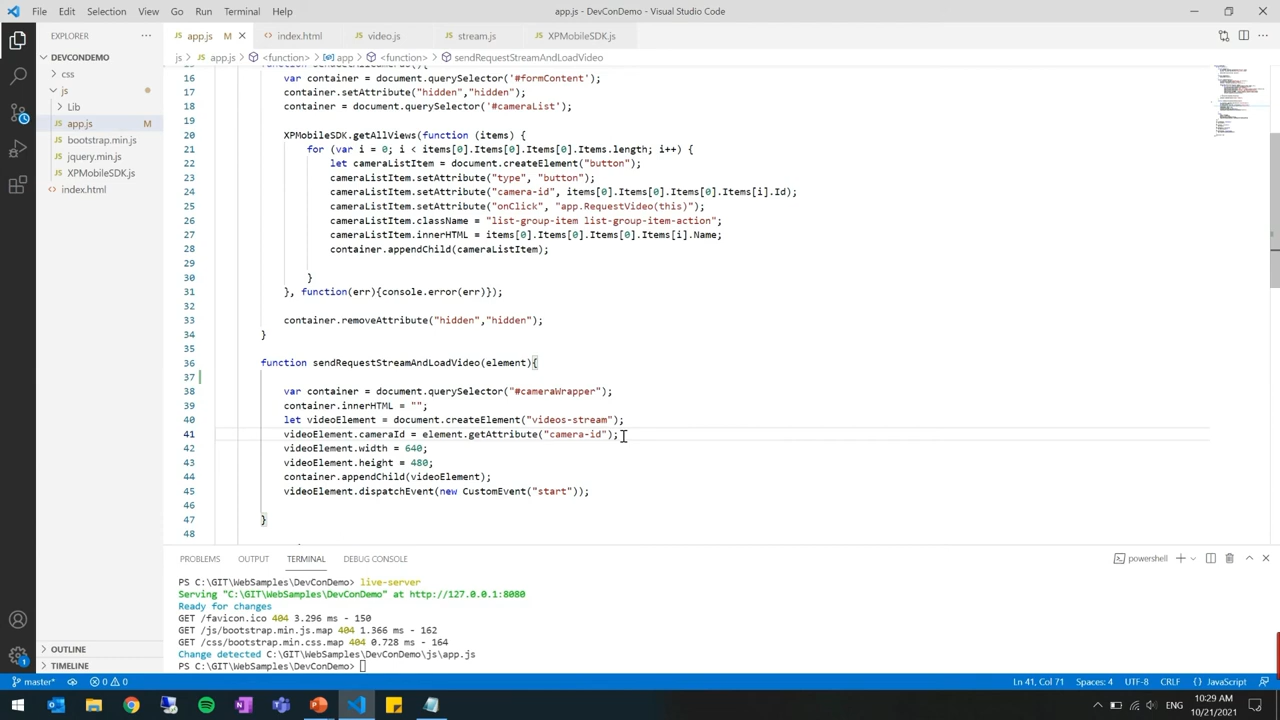 File Edit Selection View Go Run Terminal Help
app.js - DevConDemo - Visual Studio Code
EXPLORER
app.js M
index.html
video.js
stream.js
XPMobileSDK.js
js > app.js > <function> > app > <function> > sendRequestStreamAndLoadVideo
DEVCONDEMO
css
js
Lib
app.js M
bootstrap.min.js
jquery.min.js
XPMobileSDK.js
index.html
OUTLINE
TIMELINE
16 var container = document.querySelector('#formContent');
17 container.setAttribute("hidden","hidden")
18 container = document.querySelector('#cameraList');
19
20 XPMobileSDK.getAllViews(function (items) {
21 for (var i = 0; i < items[0].Items[0].Items[0].Items.length; i++) {
22 let cameraListItem = document.createElement("button");
23 cameraListItem.setAttribute("type", "button");
24 cameraListItem.setAttribute("camera-id", items[0].Items[0].Items[0].Items[i].Id);
25 cameraListItem.setAttribute("onClick", "app.RequestVideo(this)");
26 cameraListItem.className = "list-group-item list-group-item-action";
27 cameraListItem.innerHTML = items[0].Items[0].Items[0].Items[i].Name;
28 container.appendChild(cameraListItem);
29
30 }
31 }, function(err){console.error(err)});
32
33 container.removeAttribute("hidden","hidden");
34 }
35
36 function sendRequestStreamAndLoadVideo(element){
37
38 var container = document.querySelector("#cameraWrapper");
39 container.innerHTML = "";
40 let videoElement = document.createElement("videos-stream");
41 videoElement.cameraId = element.getAttribute("camera-id");
42 videoElement.width = 640;
43 videoElement.height = 480;
44 container.appendChild(videoElement);
45 videoElement.dispatchEvent(new CustomEvent("start"));
46
47 }
48
PROBLEMS OUTPUT TERMINAL DEBUG CONSOLE
powershell
PS C:\GIT\WebSamples\DevConDemo> live-server
Serving "C:\GIT\WebSamples\DevConDemo" at http://127.0.0.1:8080
Ready for changes
GET /favicon.ico 404 3.296 ms - 150
GET /js/bootstrap.min.js.map 404 1.366 ms - 162
GET /css/bootstrap.min.css.map 404 0.728 ms - 164
Change detected C:\GIT\WebSamples\DevConDemo\js\app.js
PS C:\GIT\WebSamples\DevConDemo>
1
master*
0
0
Ln 41, Col 71
Spaces: 4
UTF-8
CRLF
JavaScript
ENG
10:29 AM
10/21/2021